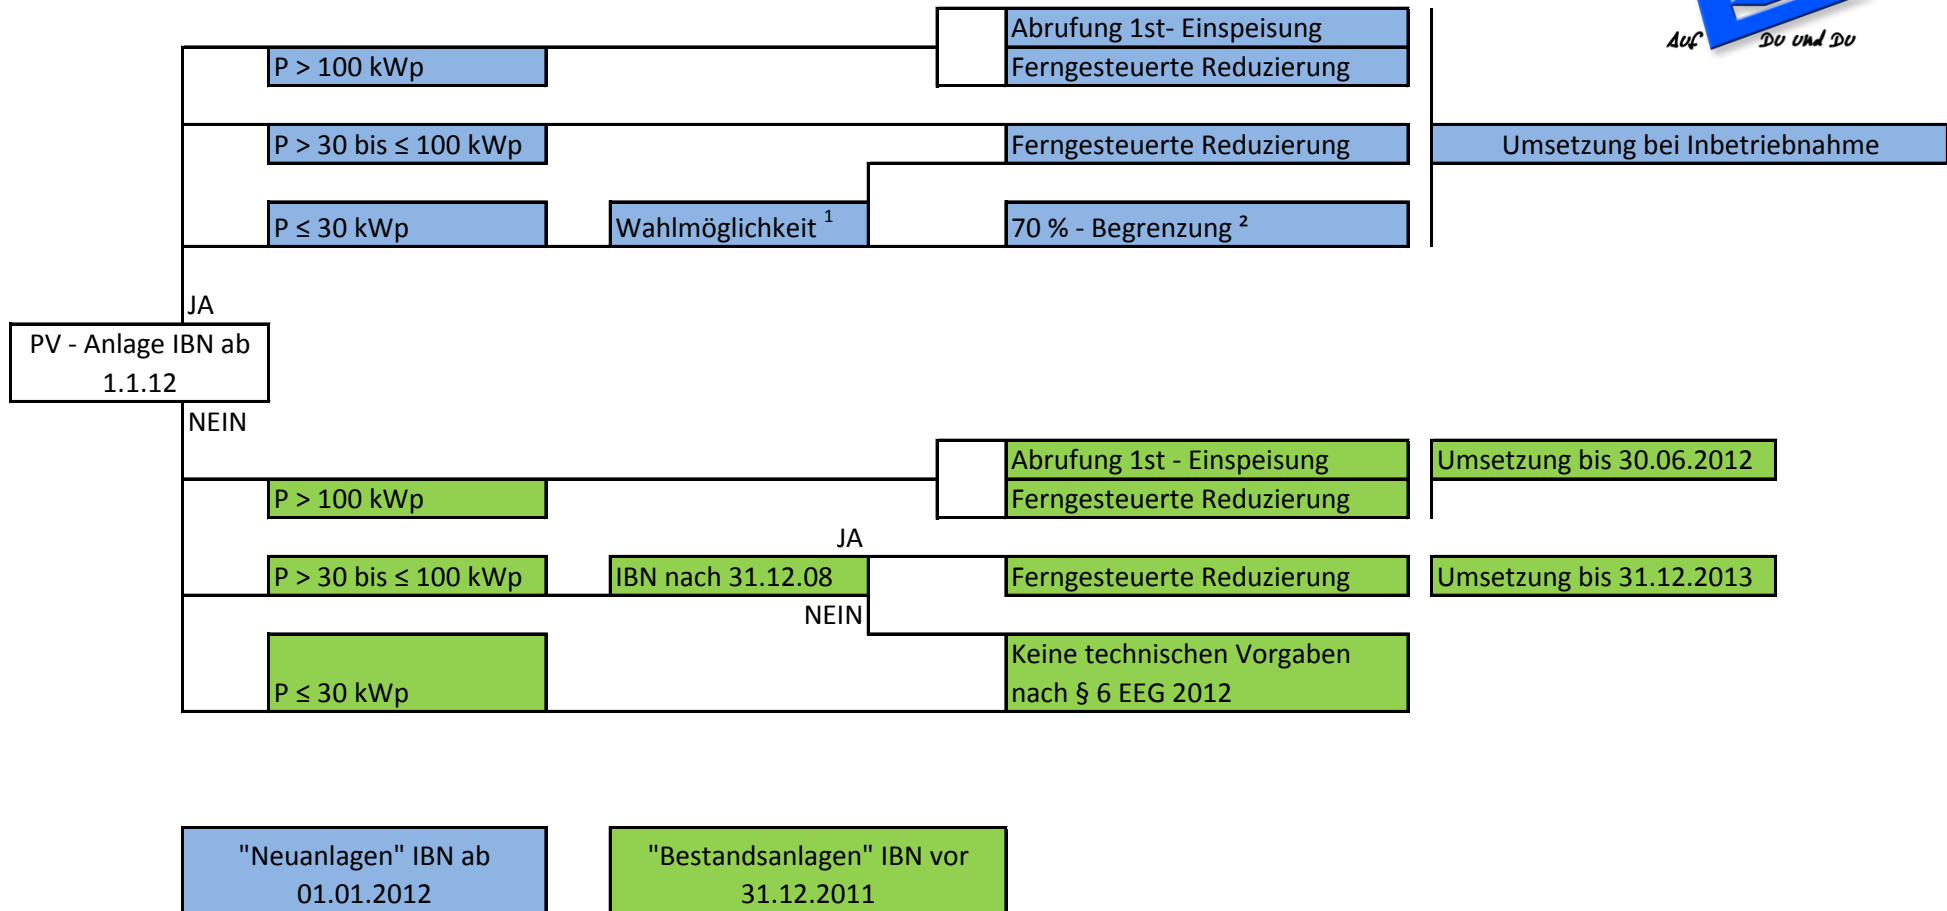 Auf Du und Du
Abrufung 1st- Einspeisung
P > 100 kWp
Ferngesteuerte Reduzierung
P > 30 bis ≤ 100 kWp
Ferngesteuerte Reduzierung
Umsetzung bei Inbetriebnahme
P ≤ 30 kWp
Wahlmöglichkeit ¹
70 % - Begrenzung ²
JA
PV - Anlage IBN ab
1.1.12
NEIN
Abrufung 1st - Einspeisung
Umsetzung bis 30.06.2012
P > 100 kWp
Ferngesteuerte Reduzierung
JA
P > 30 bis ≤ 100 kWp
IBN nach 31.12.08
Ferngesteuerte Reduzierung
Umsetzung bis 31.12.2013
NEIN
P ≤ 30 kWp
Keine technischen Vorgaben
nach § 6 EEG 2012
"Neuanlagen" IBN ab
01.01.2012
"Bestandsanlagen" IBN vor
31.12.2011